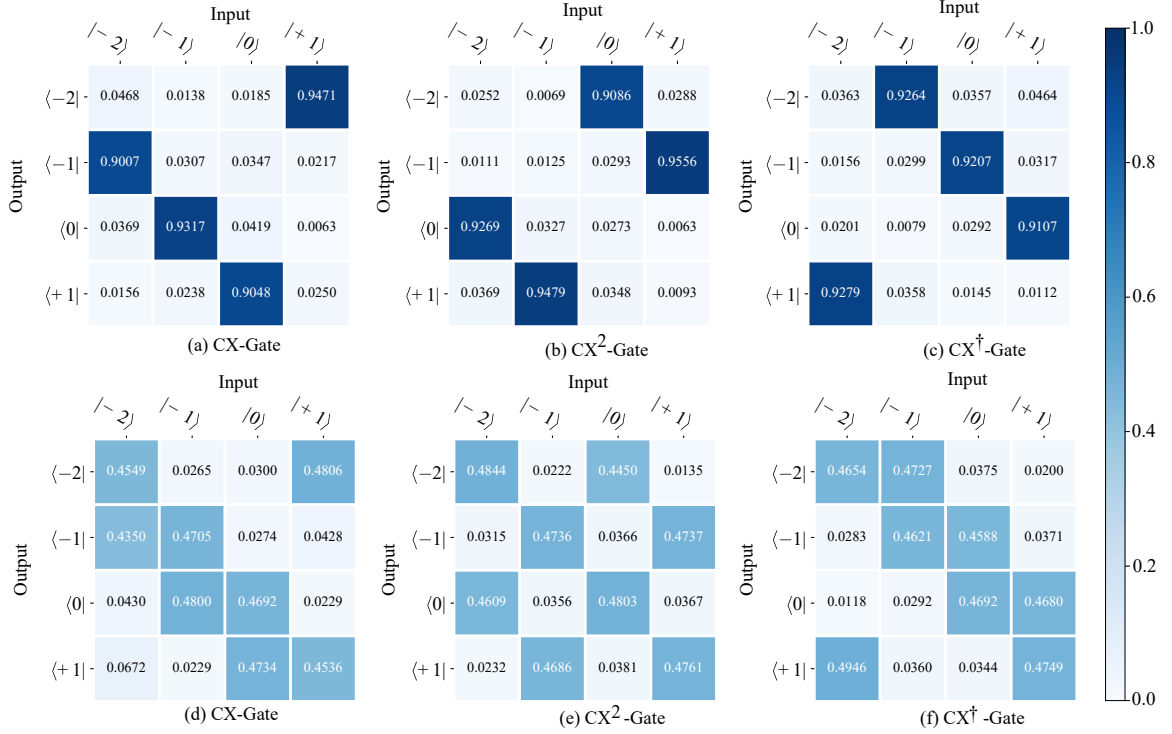 Input Input Input
|−2⟩ |−1⟩ |0⟩ |+1⟩ |−2⟩ |−1⟩ |0⟩ |+1⟩ |−2⟩ |−1⟩ |0⟩ |+1⟩ 1.0
⟨−2| 0.0468 0.0138 0.0185 0.9471 ⟨−2| 0.0252 0.0069 0.9086 0.0288 ⟨−2| 0.0363 0.9264 0.0357 0.0464
⟨−1| 0.9007 0.0307 0.0347 0.0217 ⟨−1| 0.0111 0.0125 0.0293 0.9556 ⟨−1| 0.0156 0.0299 0.9207 0.0317 0.8
Output Output Output
⟨0| 0.0369 0.9317 0.0419 0.0063 ⟨0| 0.9269 0.0327 0.0273 0.0063 ⟨0| 0.0201 0.0079 0.0292 0.9107
⟨+1| 0.0156 0.0238 0.9048 0.0250 ⟨+1| 0.0369 0.9479 0.0348 0.0093 ⟨+1| 0.9279 0.0358 0.0145 0.0112 0.6
(a) CX-Gate (b) CX²-Gate (c) CX†-Gate
Input Input Input
|−2⟩ |−1⟩ |0⟩ |+1⟩ |−2⟩ |−1⟩ |0⟩ |+1⟩ |−2⟩ |−1⟩ |0⟩ |+1⟩ 0.4
⟨−2| 0.4549 0.0265 0.0300 0.4806 ⟨−2| 0.4844 0.0222 0.4450 0.0135 ⟨−2| 0.4654 0.4727 0.0375 0.0200
⟨−1| 0.4350 0.4705 0.0274 0.0428 ⟨−1| 0.0315 0.4736 0.0366 0.4737 ⟨−1| 0.0283 0.4621 0.4588 0.0371 0.2
Output Output Output
⟨0| 0.0430 0.4800 0.4692 0.0229 ⟨0| 0.4609 0.0356 0.4803 0.0367 ⟨0| 0.0118 0.0292 0.4692 0.4680
⟨+1| 0.0672 0.0229 0.4734 0.4536 ⟨+1| 0.0232 0.4686 0.0381 0.4761 ⟨+1| 0.4946 0.0360 0.0344 0.4749 0.0
(d) CX-Gate (e) CX² -Gate (f) CX† -Gate